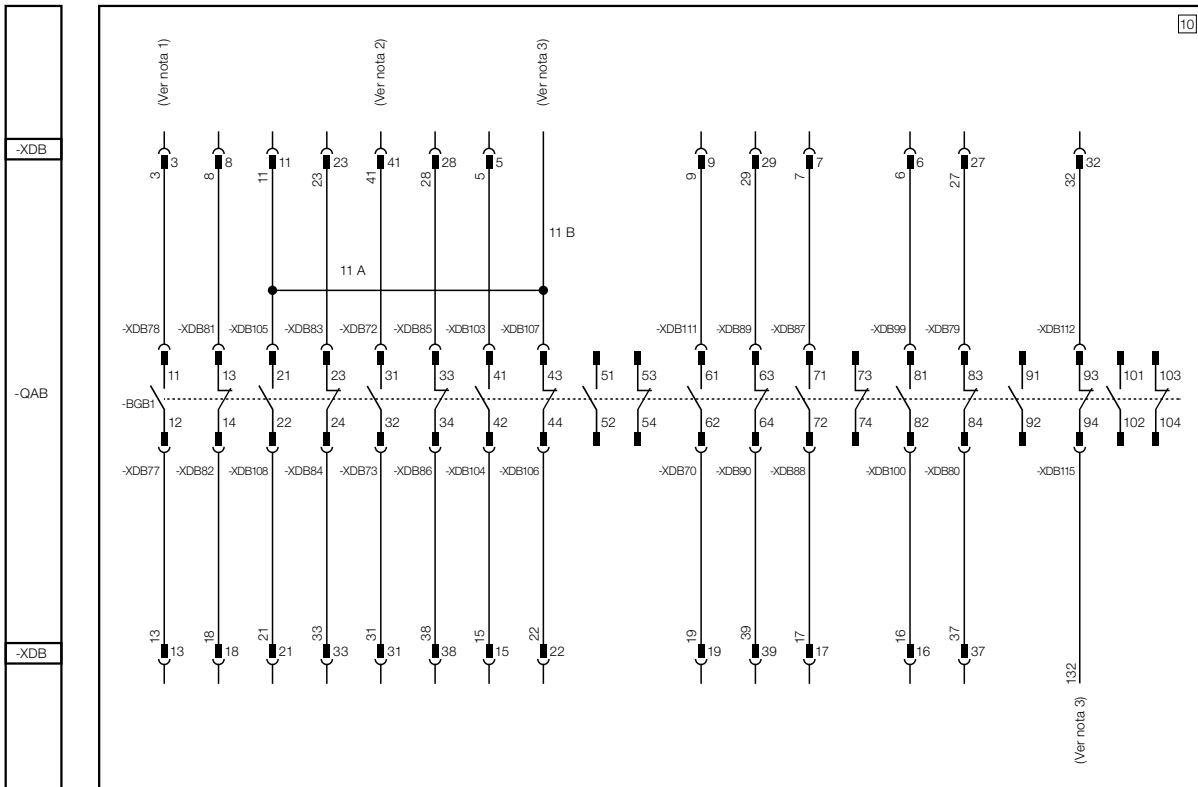 10
(Ver nota 1) (Ver nota 2) (Ver nota 3)
-XDB
3 8 11 23 41 28 5 9 29 7 6 27 32
3 8 11 23 41 28 5 9 29 7 6 27 32
11 B
11 A
-XDB78 -XDB81 -XDB105 -XDB83 -XDB72 -XDB85 -XDB103 -XDB107 -XDB111 -XDB89 -XDB87 -XDB99 -XDB79 -XDB112
11 13 21 23 31 33 41 43 51 53 61 63 71 73 81 83 91 93 101 103
-QAB
-BGB1
12 14 22 24 32 34 42 44 52 54 62 64 72 74 82 84 92 94 102 104
-XDB77 -XDB82 -XDB108 -XDB84 -XDB73 -XDB86 -XDB104 -XDB106 -XDB70 -XDB90 -XDB88 -XDB100 -XDB80 -XDB115
13 18 21 33 31 38 15 22 19 39 17 16 37
-XDB
13 18 21 33 31 38 15 22 19 39 17 16 37
132
(Ver nota 3)